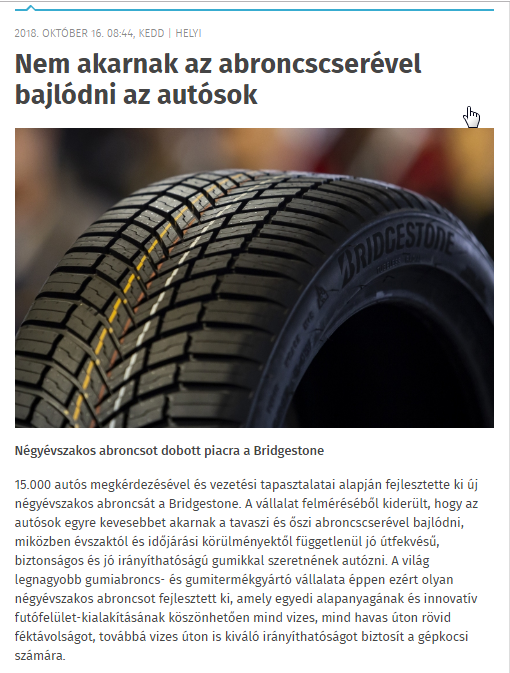 2018. OKTÓBER 16. 08:44, KEDD | HELYI
Nem akarnak az abroncscserével
bajlódni az autósok
BRIDGESTONE
Négyévszakos abroncsot dobott piacra a Bridgestone
15.000 autós megkérdezésével és vezetési tapasztalatai alapján fejlesztette ki új
négyévszakos abroncsát a Bridgestone. A vállalat felméréséből kiderült, hogy az
autósok egyre kevesebbet akarnak a tavaszi és őszi abroncscserével bajlódni,
miközben évszaktól és időjárási körülményektől függetlenül jó útfekvésű,
biztonságos és jó irányíthatóságú gumikkal szeretnének autózni. A világ
legnagyobb gumiabroncs- és gumitermékgyártó vállalata éppen ezért olyan
négyévszakos abroncsot fejlesztett ki, amely egyedi alapanyagának és innovatív
futófelület-kialakításának köszönhetően mind vizes, mind havas úton rövid
féktávolságot, továbbá vizes úton is kiváló irányíthatóságot biztosít a gépkocsi
számára.